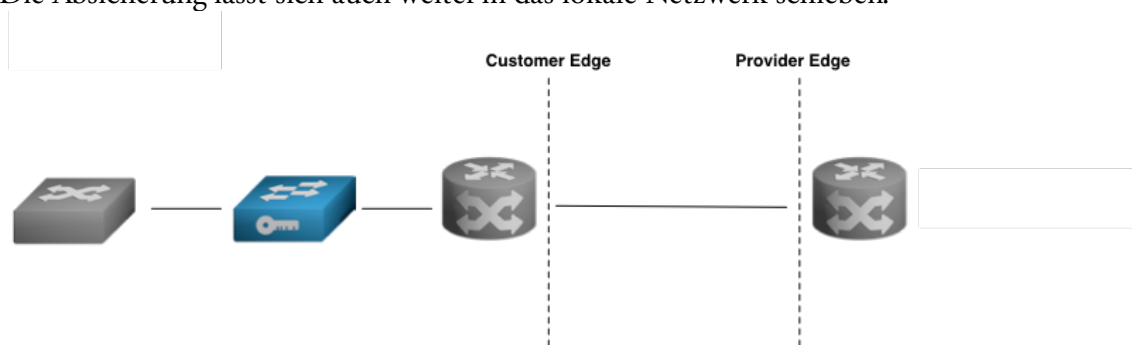 Die Absicherung lässt sich auch weiter in das lokale Netzwerk schieben.
Customer Edge
Provider Edge